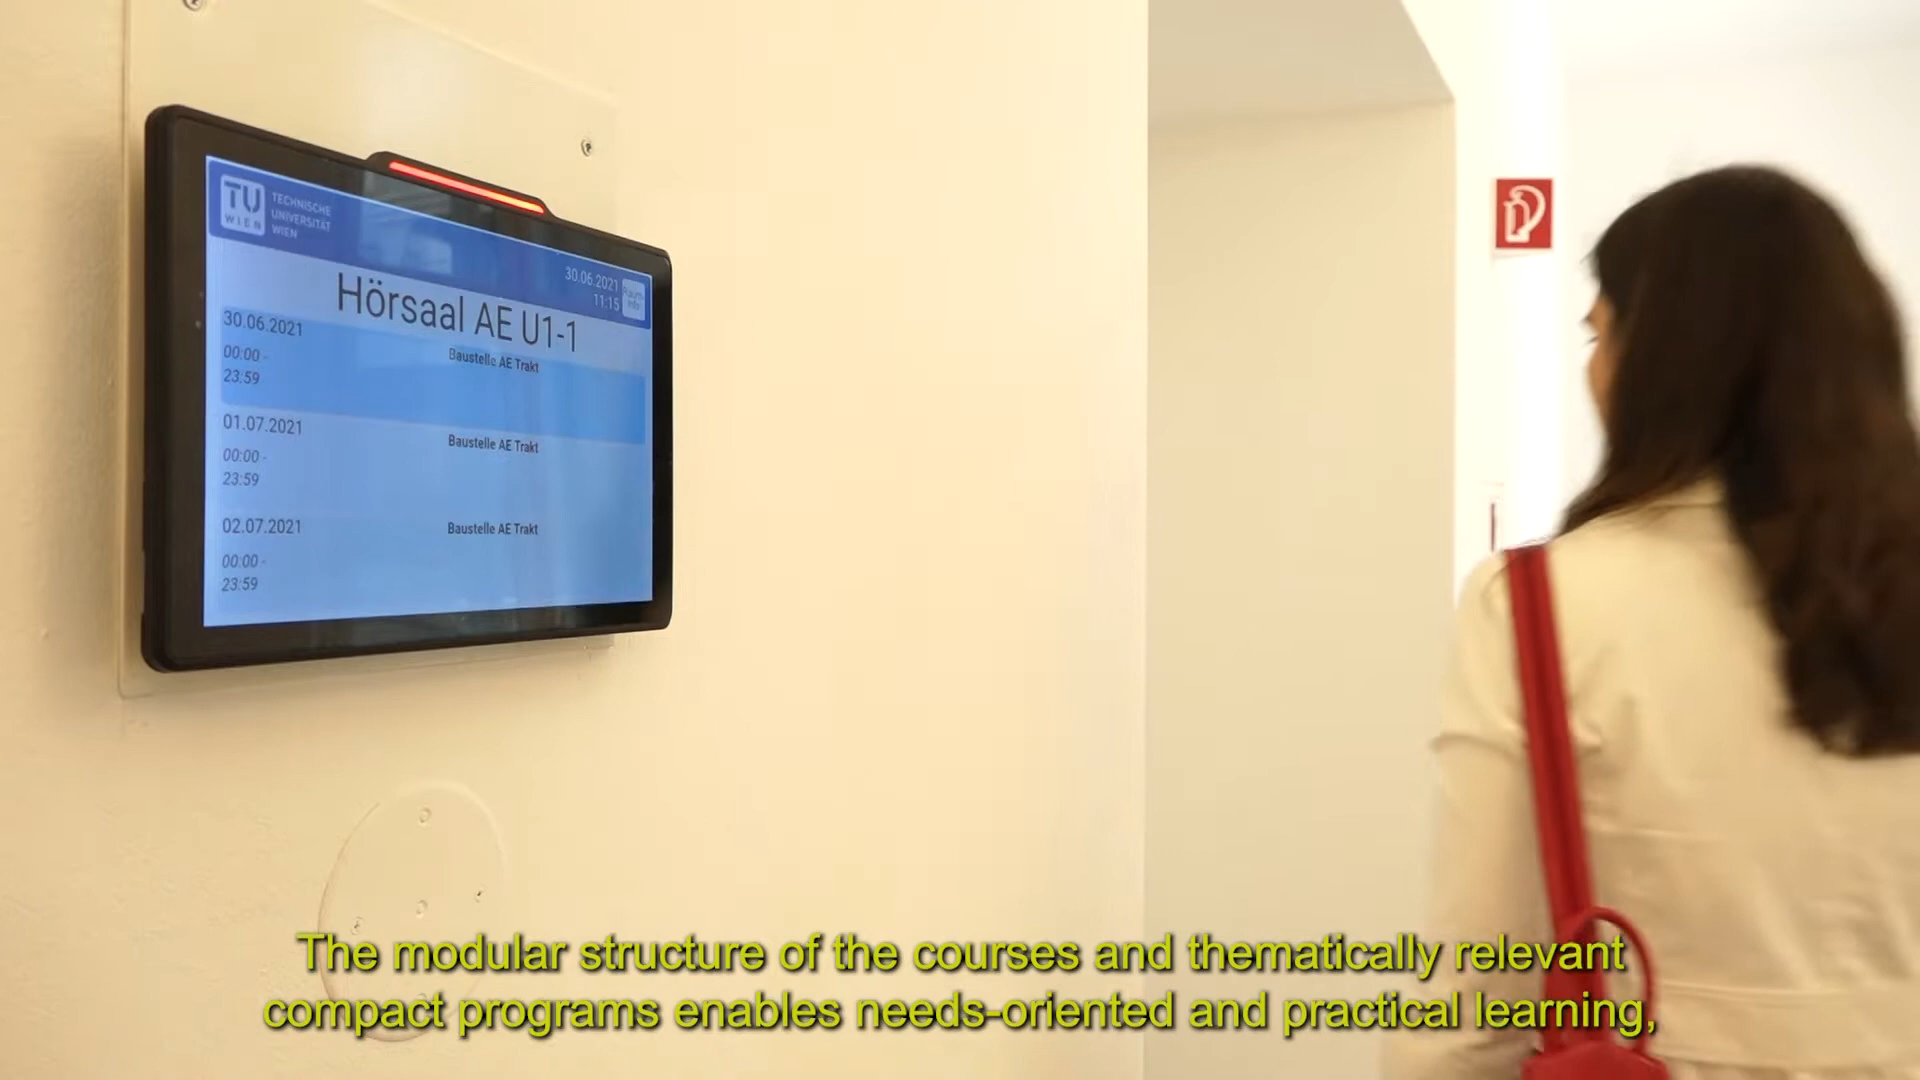 TU
WIEN
TECHNISCHE
UNIVERSITÄT
WIEN
30.06.2021
11:15
Hörsaal AE U1-1
30.06.2021
00:00 -
23:59
Baustelle AE Trakt
01.07.2021
00:00 -
23:59
Baustelle AE Trakt
02.07.2021
00:00 -
23:59
Baustelle AE Trakt
The modular structure of the courses and thematically relevant
compact programs enables needs-oriented and practical learning,